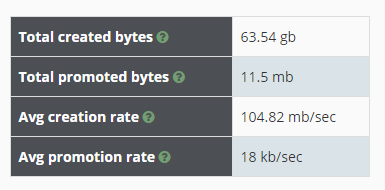 Total created bytes 63.54 gb
Total promoted bytes 11.5 mb
Avg creation rate 104.82 mb/sec
Avg promotion rate 18 kb/sec